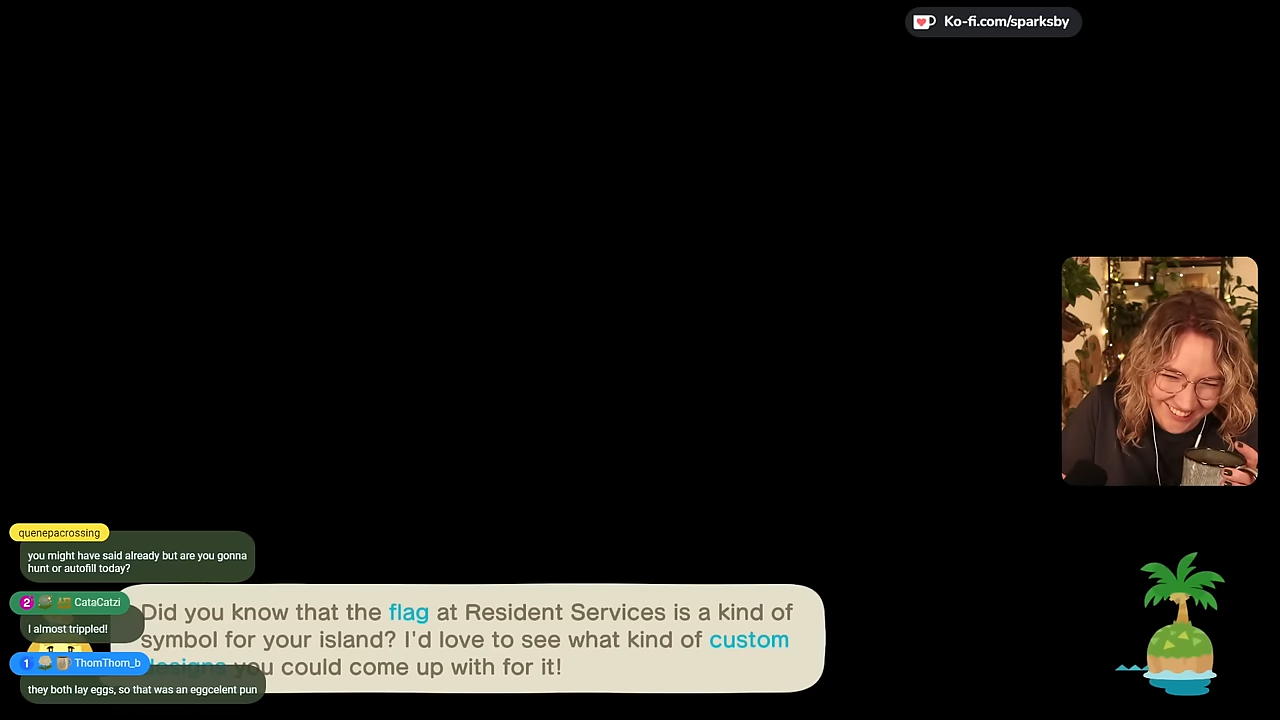 Ko-fi.com/sparksby
quenepacrossing
you might have said already but are you gonna
hunt or autofill today?
2 CataCatzi
I almost trippled!
1 ThomThom_b
they both lay eggs, so that was an eggcelent pun
Did you know that the flag at Resident Services is a kind of
symbol for your island? I'd love to see what kind of custom
designs you could come up with for it!